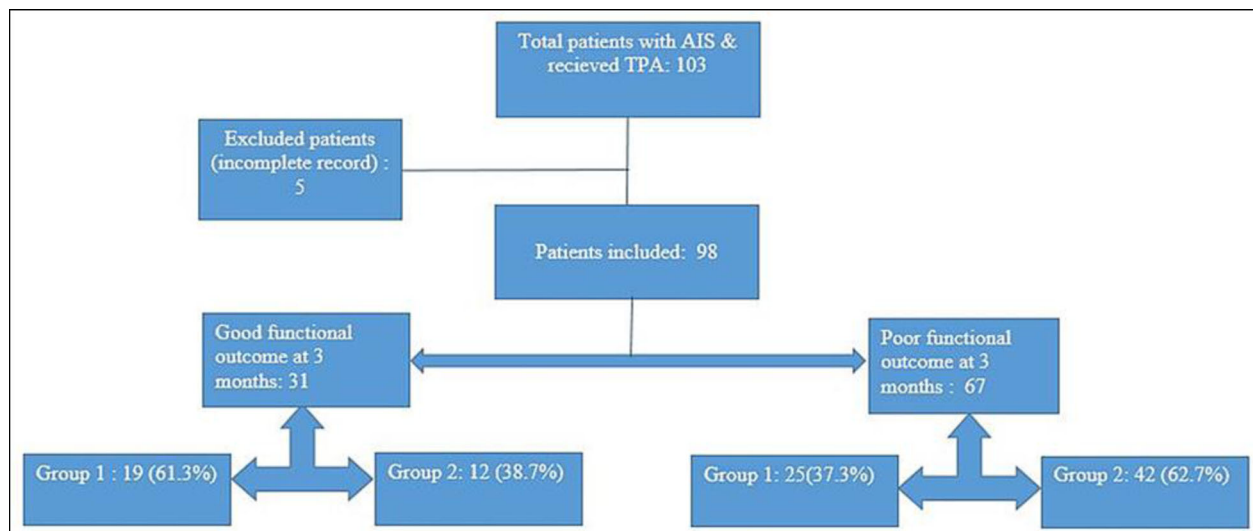 Total patients with AIS &
recieved TPA: 103
Excluded patients
(incomplete record) :
5
Patients included:  98
Good functional
outcome at 3
months: 31
Poor functional
outcome at 3
months :  67
Group 1 : 19 (61.3%)
Group 2: 12 (38.7%)
Group 1: 25(37.3%)
Group 2: 42 (62.7%)